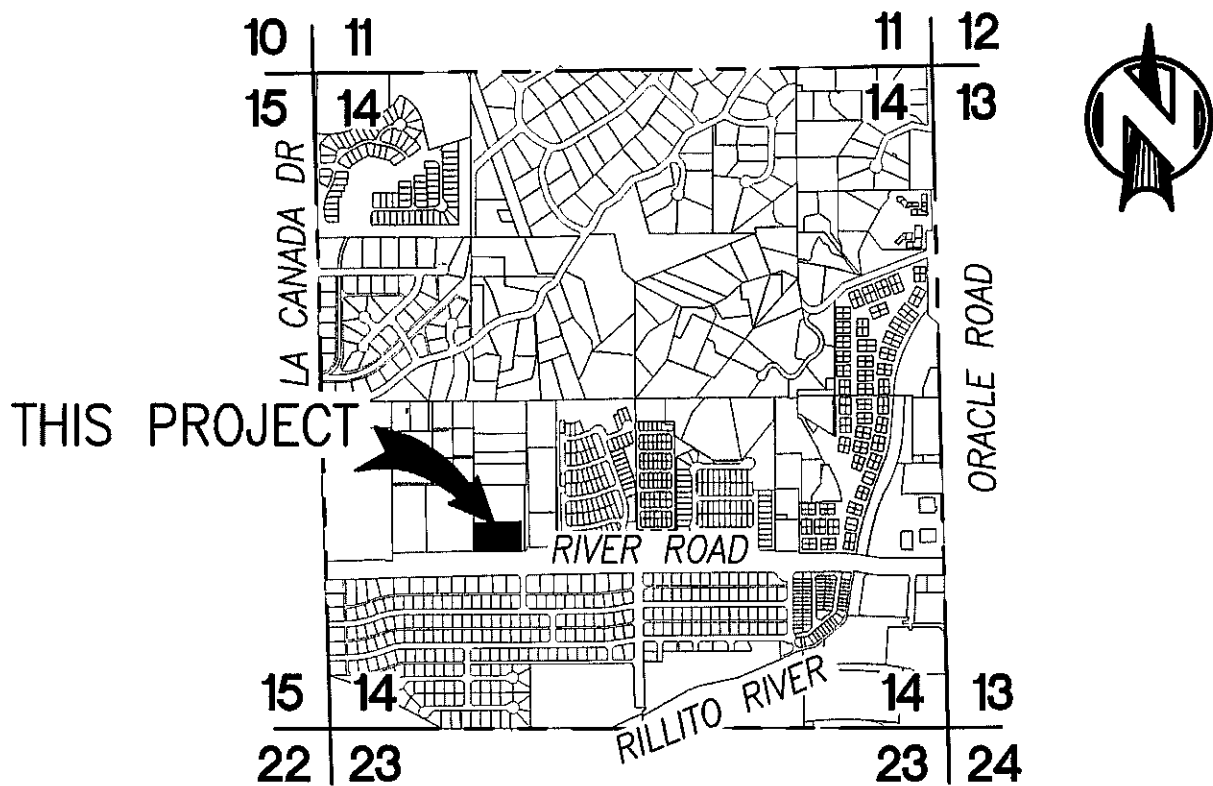 10 11 11 12
15 14 14 13
LA CANADA DR
ORACLE ROAD
THIS PROJECT
RIVER ROAD
RILLITO RIVER
15 14 14 13
22 23 23 24
N